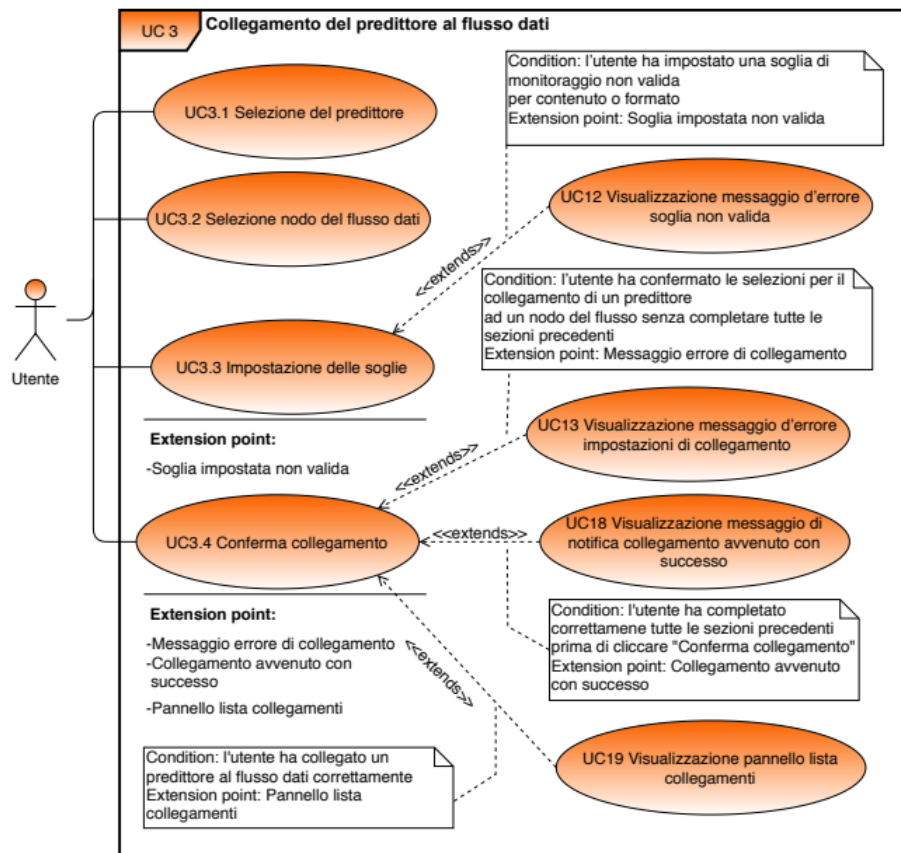 UC 3
Collegamento del predittore al flusso dati
Condition: l'utente ha impostato una soglia di
monitoraggio non valida
per contenuto o formato
Extension point: Soglia impostata non valida
UC3.1 Selezione del predittore
UC12 Visualizzazione messaggio d'errore
soglia non valida
UC3.2 Selezione nodo del flusso dati
<<extends>>
Condition: l'utente ha confermato le selezioni per il
collegamento di un predittore
ad un nodo del flusso senza completare tutte le
sezioni precedenti
Extension point: Messaggio errore di collegamento
Utente
UC3.3 Impostazione delle soglie
Extension point:
-Soglia impostata non valida
UC13 Visualizzazione messaggio d'errore
impostazioni di collegamento
<<extends>>
UC3.4 Conferma collegamento
<<extends>>
UC18 Visualizzazione messaggio di
notifica collegamento avvenuto con
successo
Extension point:
-Messaggio errore di collegamento
-Collegamento avvenuto con
successo
-Pannello lista collegamenti
<<extends>>
Condition: l'utente ha completato
correttamene tutte le sezioni precedenti
prima di cliccare "Conferma collegamento"
Extension point: Collegamento avvenuto
con successo
Condition: l'utente ha collegato un
predittore al flusso dati correttamente
Extension point: Pannello lista
collegamenti
UC19 Visualizzazione pannello lista
collegamenti